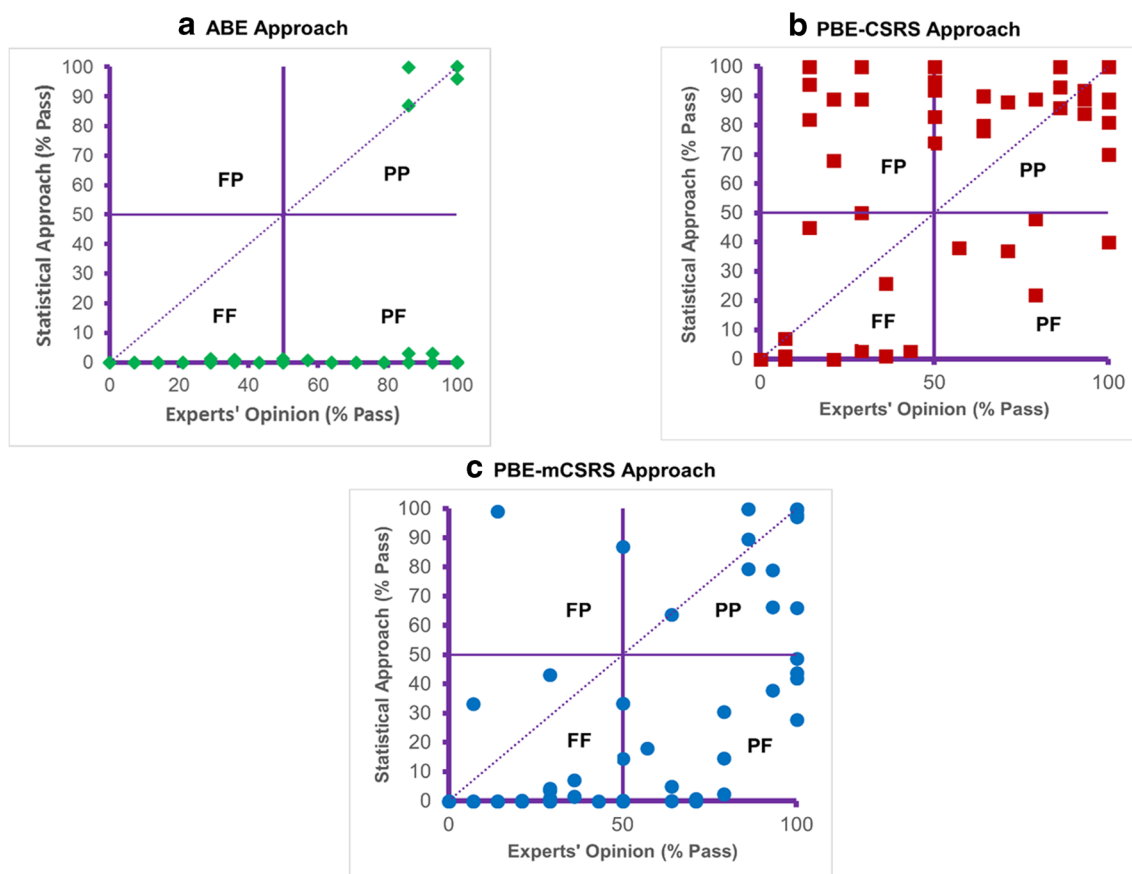 a ABE Approach
Statistical Approach (% Pass)
100
90
80
70
60
50
40
30
20
10
0
FP
PP
FF
PF
0 20 40 60 80 100
Experts' Opinion (% Pass)
b PBE-CSRS Approach
Statistical Approach (% Pass)
100
90
80
70
60
50
40
30
20
10
0
FP
PP
FF
PF
0 50 100
Experts' Opinion (% Pass)
c PBE-mCSRS Approach
Statistical Approach (% Pass)
100
90
80
70
60
50
40
30
20
10
0
FP
PP
FF
PF
0 50 100
Experts' Opinion (% Pass)